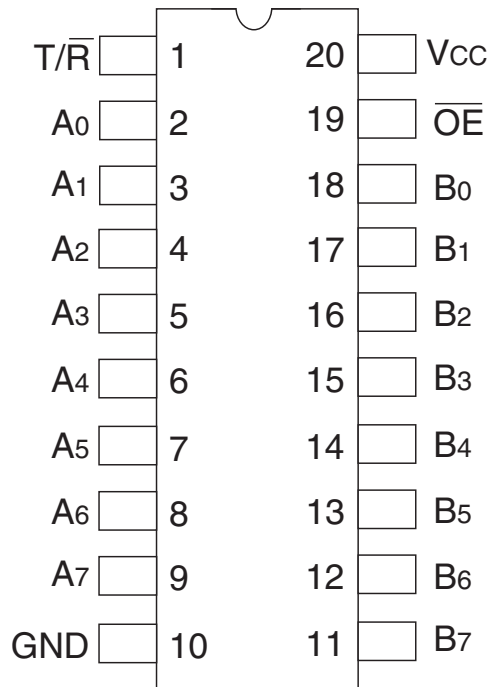 T/R̅ 1 20 VCC
A0 2 19 O̅E̅
A1 3 18 B0
A2 4 17 B1
A3 5 16 B2
A4 6 15 B3
A5 7 14 B4
A6 8 13 B5
A7 9 12 B6
GND 10 11 B7